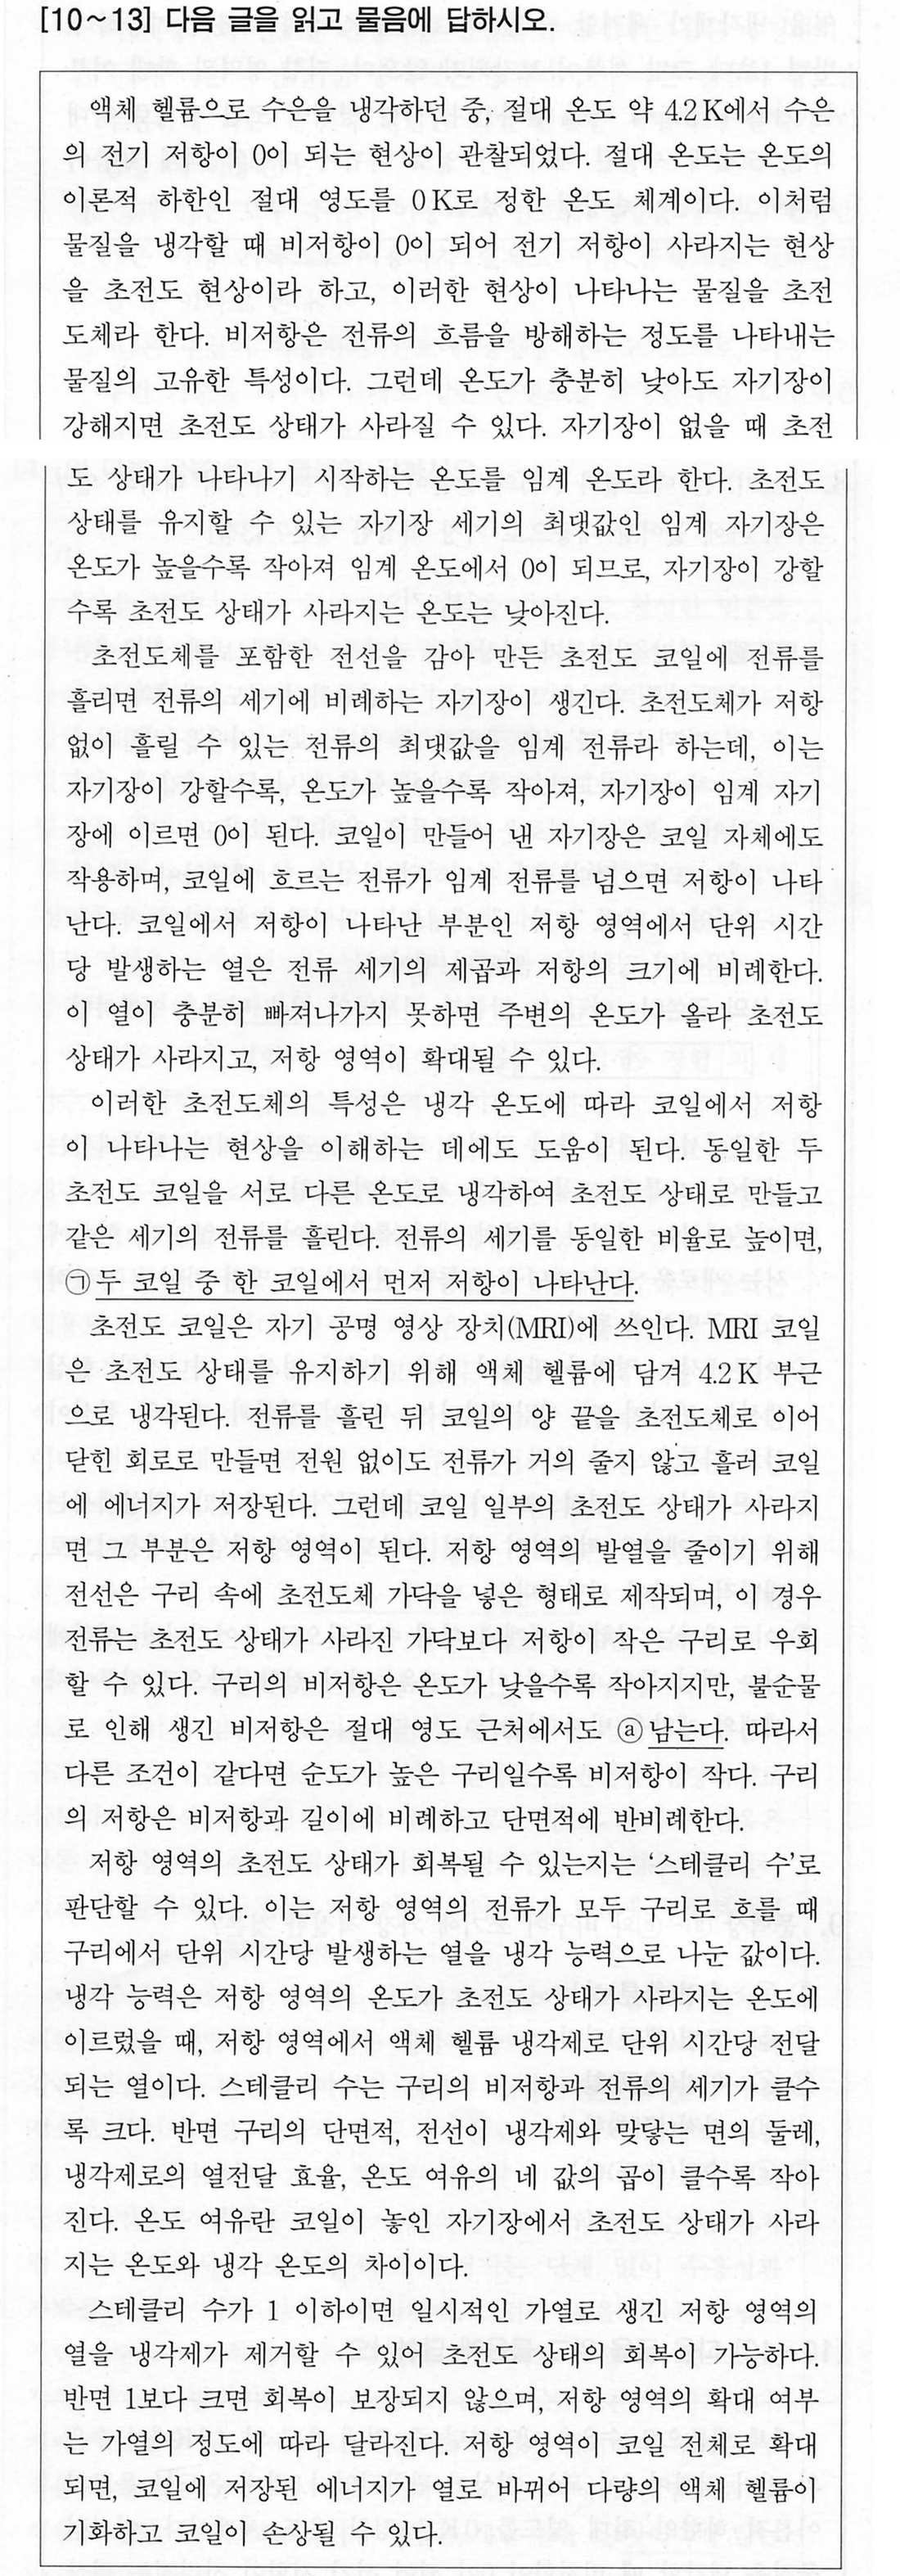 [10~13] 다음 글을 읽고 물음에 답하시오.
액체 헬륨으로 수은을 냉각하던 중, 절대 온도 약 4.2 K에서 수은
의 전기 저항이 0이 되는 현상이 관찰되었다. 절대 온도는 온도의
이론적 하한인 절대 영도를 0 K로 정한 온도 체계이다. 이처럼
물질을 냉각할 때 비저항이 0이 되어 전기 저항이 사라지는 현상
을 초전도 현상이라 하고, 이러한 현상이 나타나는 물질을 초전
도체라 한다. 비저항은 전류의 흐름을 방해하는 정도를 나타내는
물질의 고유한 특성이다. 그런데 온도가 충분히 낮아도 자기장이
강해지면 초전도 상태가 사라질 수 있다. 자기장이 없을 때 초전
도 상태가 나타나기 시작하는 온도를 임계 온도라 한다. 초전도
상태를 유지할 수 있는 자기장 세기의 최댓값인 임계 자기장은
온도가 높을수록 작아져 임계 온도에서 0이 되므로, 자기장이 강할
수록 초전도 상태가 사라지는 온도는 낮아진다.
초전도체를 포함한 전선을 감아 만든 초전도 코일에 전류를
흘리면 전류의 세기에 비례하는 자기장이 생긴다. 초전도체가 저항
없이 흘릴 수 있는 전류의 최댓값을 임계 전류라 하는데, 이는
자기장이 강할수록, 온도가 높을수록 작아져, 자기장이 임계 자기
장에 이르면 0이 된다. 코일이 만들어 낸 자기장은 코일 자체에도
작용하며, 코일에 흐르는 전류가 임계 전류를 넘으면 저항이 나타
난다. 코일에서 저항이 나타난 부분인 저항 영역에서 단위 시간
당 발생하는 열은 전류 세기의 제곱과 저항의 크기에 비례한다.
이 열이 충분히 빠져나가지 못하면 주변의 온도가 올라 초전도
상태가 사라지고, 저항 영역이 확대될 수 있다.
이러한 초전도체의 특성은 냉각 온도에 따라 코일에서 저항
이 나타나는 현상을 이해하는 데에도 도움이 된다. 동일한 두
초전도 코일을 서로 다른 온도로 냉각하여 초전도 상태로 만들고
같은 세기의 전류를 흘린다. 전류의 세기를 동일한 비율로 높이면,
㉠ 두 코일 중 한 코일에서 먼저 저항이 나타난다.
초전도 코일은 자기 공명 영상 장치(MRI)에 쓰인다. MRI 코일
은 초전도 상태를 유지하기 위해 액체 헬륨에 담겨 4.2 K 부근
으로 냉각된다. 전류를 흘린 뒤 코일의 양 끝을 초전도체로 이어
닫힌 회로로 만들면 전원 없이도 전류가 거의 줄지 않고 흘러 코일
에 에너지가 저장된다. 그런데 코일 일부의 초전도 상태가 사라지
면 그 부분은 저항 영역이 된다. 저항 영역의 발열을 줄이기 위해
전선은 구리 속에 초전도체 가닥을 넣은 형태로 제작되며, 이 경우
전류는 초전도 상태가 사라진 가닥보다 저항이 작은 구리로 우회
할 수 있다. 구리의 비저항은 온도가 낮을수록 작아지지만, 불순물
로 인해 생긴 비저항은 절대 영도 근처에서도 ⓐ 남는다. 따라서
다른 조건이 같다면 순도가 높은 구리일수록 비저항이 작다. 구리
의 저항은 비저항과 길이에 비례하고 단면적에 반비례한다.
저항 영역의 초전도 상태가 회복될 수 있는지는 ‘스테클리 수’로
판단할 수 있다. 이는 저항 영역의 전류가 모두 구리로 흐를 때
구리에서 단위 시간당 발생하는 열을 냉각 능력으로 나눈 값이다.
냉각 능력은 저항 영역의 온도가 초전도 상태가 사라지는 온도에
이르렀을 때, 저항 영역에서 액체 헬륨 냉각제로 단위 시간당 전달
되는 열이다. 스테클리 수는 구리의 비저항과 전류의 세기가 클수
록 크다. 반면 구리의 단면적, 전선이 냉각제와 맞닿는 면의 둘레,
냉각제로의 열전달 효율, 온도 여유의 네 값의 곱이 클수록 작아
진다. 온도 여유란 코일이 놓인 자기장에서 초전도 상태가 사라
지는 온도와 냉각 온도의 차이이다.
스테클리 수가 1 이하이면 일시적인 가열로 생긴 저항 영역의
열을 냉각제가 제거할 수 있어 초전도 상태의 회복이 가능하다.
반면 1보다 크면 회복이 보장되지 않으며, 저항 영역의 확대 여부
는 가열의 정도에 따라 달라진다. 저항 영역이 코일 전체로 확대
되면, 코일에 저장된 에너지가 열로 바뀌어 다량의 액체 헬륨이
기화하고 코일이 손상될 수 있다.